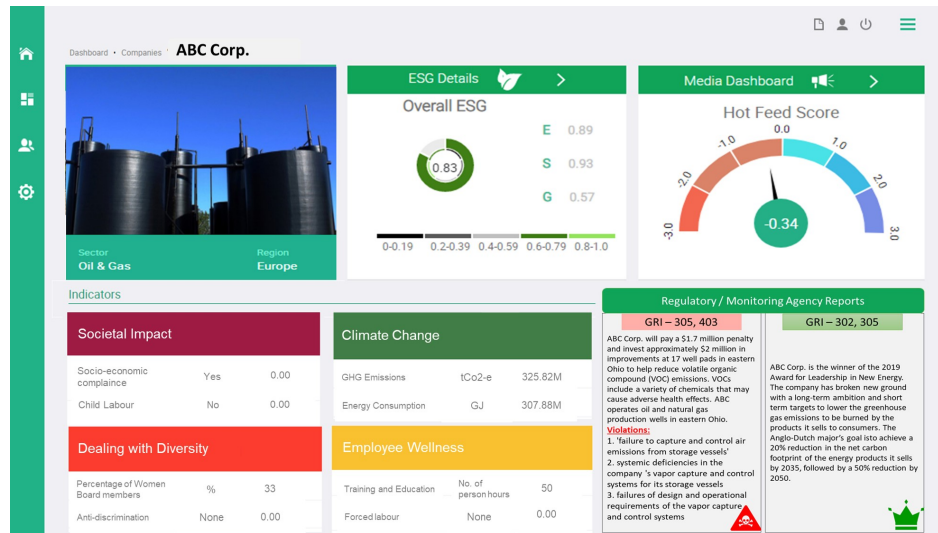 Dashboard • Companies ABC Corp.
ESG Details >
Overall ESG
0.83
E 0.89
S 0.93
G 0.57
0-0.19 0.2-0.39 0.4-0.59 0.6-0.79 0.8-1.0
Media Dashboard >
Hot Feed Score
-3.0 -2.0 -1.0 0.0 1.0 2.0 3.0
-0.34
Sector Region
Oil & Gas Europe
Indicators
Societal Impact
Socio-economic
complaince Yes 0.00
Child Labour No 0.00
Climate Change
GHG Emissions tCo2-e 325.82M
Energy Consumption GJ 307.88M
Dealing with Diversity
Percentage of Women
Board members % 33
Anti-discrimination None 0.00
Employee Wellness
Training and Education No. of
person hours 50
Forced labour None 0.00
Regulatory / Monitoring Agency Reports
GRI – 305, 403
ABC Corp. will pay a $1.7 million penalty
and invest approximately $2 million in
improvements at 17 well pads in eastern
Ohio to help reduce volatile organic
compound (VOC) emissions. VOCs
include a variety of chemicals that may
cause adverse health effects. ABC
operates oil and natural gas
production wells in eastern Ohio.
Violations:
1. 'failure to capture and control air
emissions from storage vessels'
2. systemic deficiencies in the
company 's vapor capture and control
systems for its storage vessels
3. failures of design and operational
requirements of the vapor capture
and control systems
GRI – 302, 305
ABC Corp. is the winner of the 2019
Award for Leadership in New Energy.
The company has broken new ground
with a long-term ambition and short
term targets to lower the greenhouse
gas emissions to be burned by the
products it sells to consumers. The
Anglo-Dutch major's goal isto achieve a
20% reduction in the net carbon
footprint of the energy products it sells
by 2035, followed by a 50% reduction by
2050.